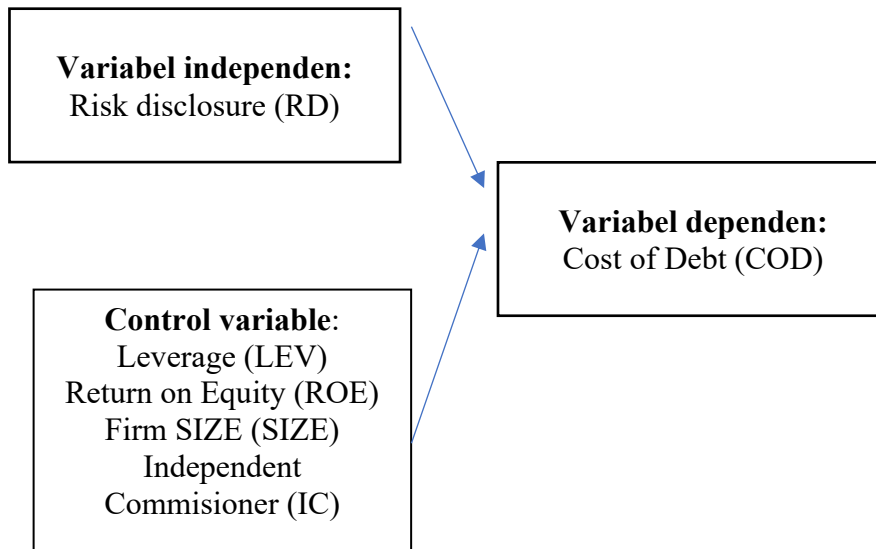 Variabel independen:
Risk disclosure (RD)
Variabel dependen:
Cost of Debt (COD)
Control variable:
Leverage (LEV)
Return on Equity (ROE)
Firm SIZE (SIZE)
Independent
Commisioner (IC)